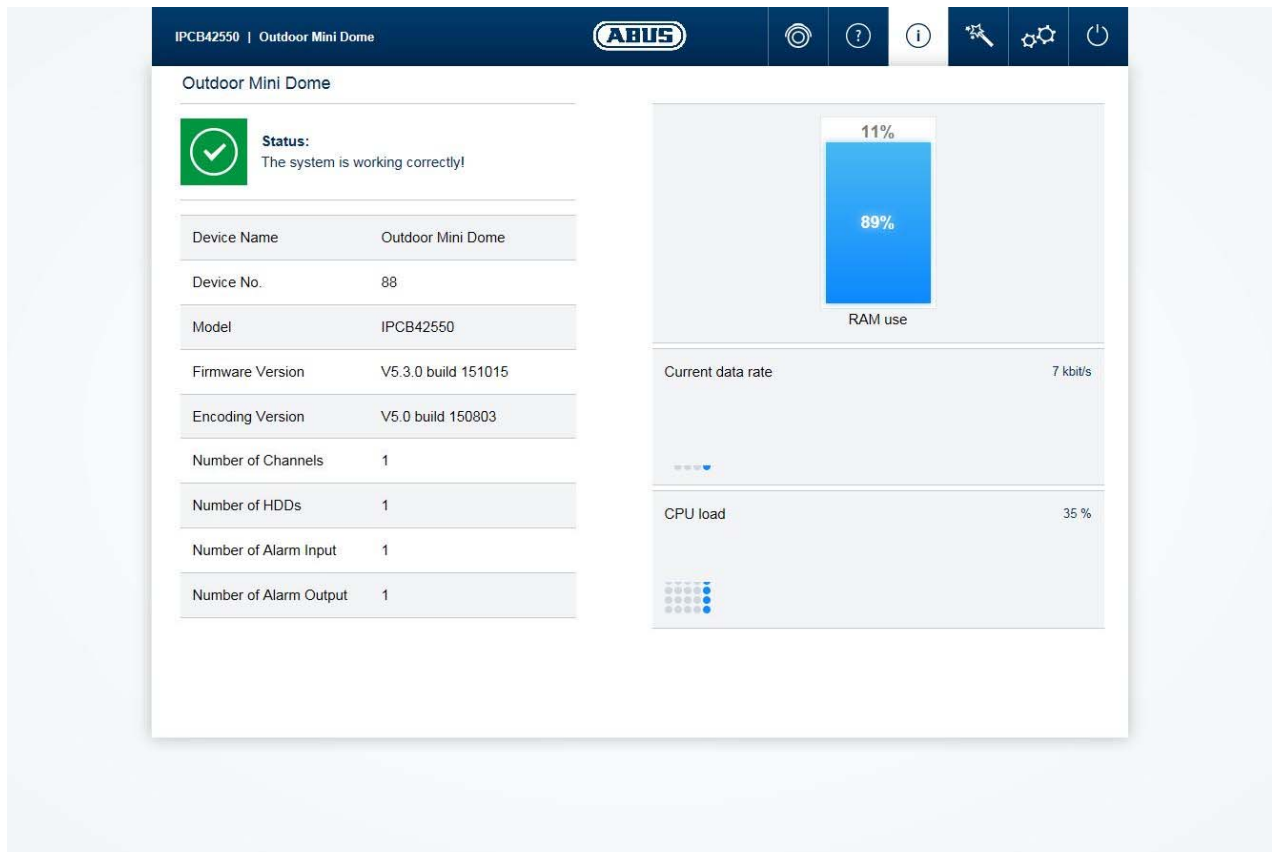 IPCB42550 | Outdoor Mini Dome
ABUS
?
i
Outdoor Mini Dome
Status:
The system is working correctly!
Device Name Outdoor Mini Dome
Device No. 88
Model IPCB42550
Firmware Version V5.3.0 build 151015
Encoding Version V5.0 build 150803
Number of Channels 1
Number of HDDs 1
Number of Alarm Input 1
Number of Alarm Output 1
11%
89%
RAM use
Current data rate 7 kbit/s
CPU load 35 %